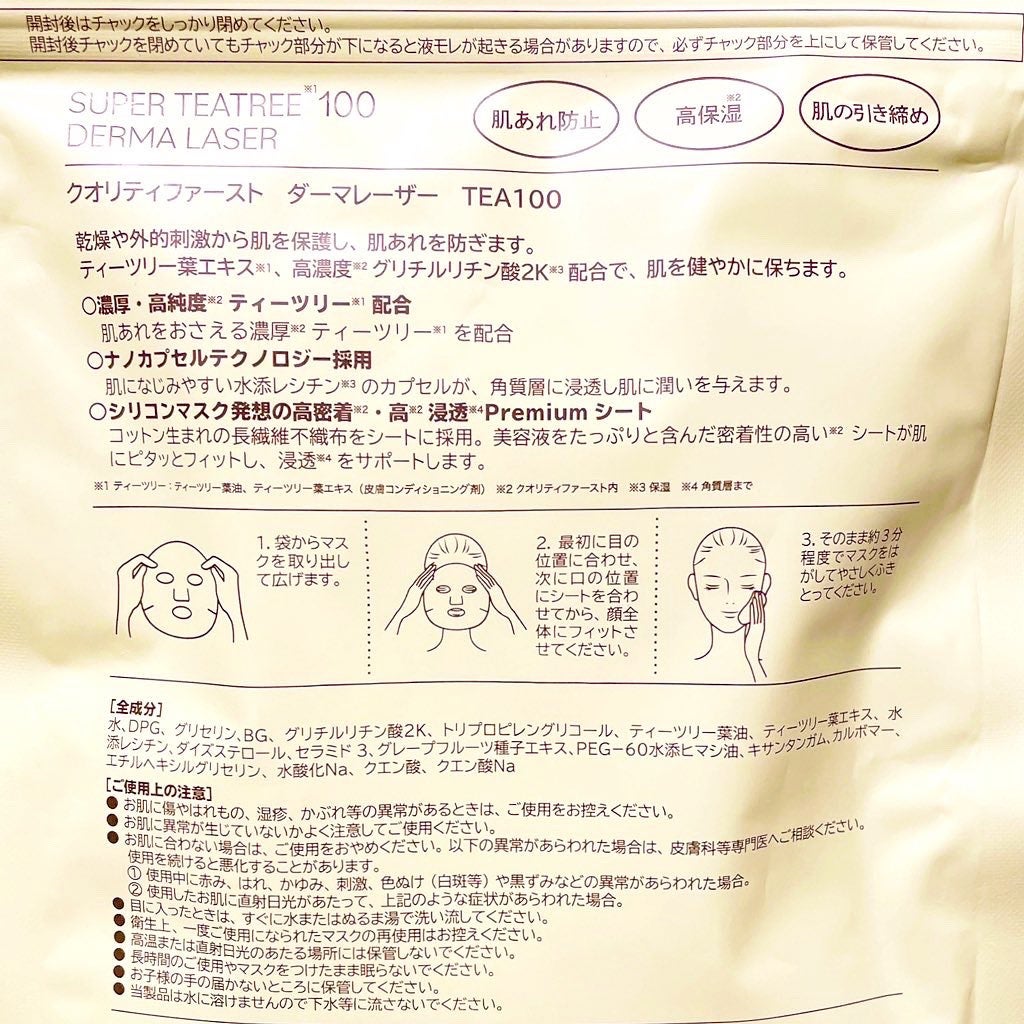 開封後はチャックをしっかり閉めてください。
開封後チャックを閉めていてもチャック部分が下になると液モレが起きる場合がありますので、必ずチャック部分を上にして保管してください。
SUPER TEATREE※1 100
DERMA LASER
肌あれ防止
高保湿※2
肌の引き締め
クオリティファースト ダーマレーザー TEA100
乾燥や外的刺激から肌を保護し、肌あれを防ぎます。
ティーツリー葉エキス※1、高濃度※2 グリチルリチン酸2K※3 配合で、肌を健やかに保ちます。
○濃厚・高純度※2 ティーツリー※1 配合
肌あれをおさえる濃厚※2 ティーツリー※1 を配合
○ナノカプセルテクノロジー採用
肌になじみやすい水添レシチン※3 のカプセルが、角質層に浸透し肌に潤いを与えます。
○シリコンマスク発想の高密着※2・高※2 浸透※4Premium シート
コットン生まれの長繊維不織布をシートに採用。美容液をたっぷりと含んだ密着性の高い※2 シートが肌
にピタッとフィットし、浸透※4 をサポートします。
※1 ティーツリー：ティーツリー葉油、ティーツリー葉エキス（皮膚コンディショニング剤） ※2 クオリティファースト内 ※3 保湿 ※4 角質層まで
1. 袋からマス
クを取り出し
て広げます。
2. 最初に目の
位置に合わせ、
次に口の位置
にシートを合わ
せてから、顔全
体にフィットさ
せてください。
3. そのまま約3分
程度でマスクをは
がしてやさしくふき
とってください。
[全成分]
水、DPG、グリセリン、BG、グリチルリチン酸2K、トリプロピレングリコール、ティーツリー葉油、ティーツリー葉エキス、水
添レシチン、ダイズステロール、セラミド 3、グレープフルーツ種子エキス、PEG－60水添ヒマシ油、キサンタンガム、カルボマー、
エチルヘキシルグリセリン、水酸化Na、クエン酸、クエン酸Na
[ご使用上の注意]
● お肌に傷やはれもの、湿疹、かぶれ等の異常があるときは、ご使用をお控えください。
● お肌に異常が生じていないかよく注意してご使用ください。
● お肌に合わない場合は、ご使用をおやめください。以下の異常があらわれた場合は、皮膚科等専門医へご相談ください。
使用を続けると悪化することがあります。
① 使用中に赤み、はれ、かゆみ、刺激、色ぬけ（白斑等）や黒ずみなどの異常があらわれた場合。
② 使用したお肌に直射日光があたって、上記のような症状があらわれた場合。
● 目に入ったときは、すぐに水またはぬるま湯で洗い流してください。
● 衛生上、一度ご使用になられたマスクの再使用はお控えください。
● 高温または直射日光のあたる場所には保管しないでください。
● 長時間のご使用やマスクをつけたまま眠らないでください。
● お子様の手の届かないところに保管してください。
● 当製品は水に溶けませんので下水等に流さないでください。